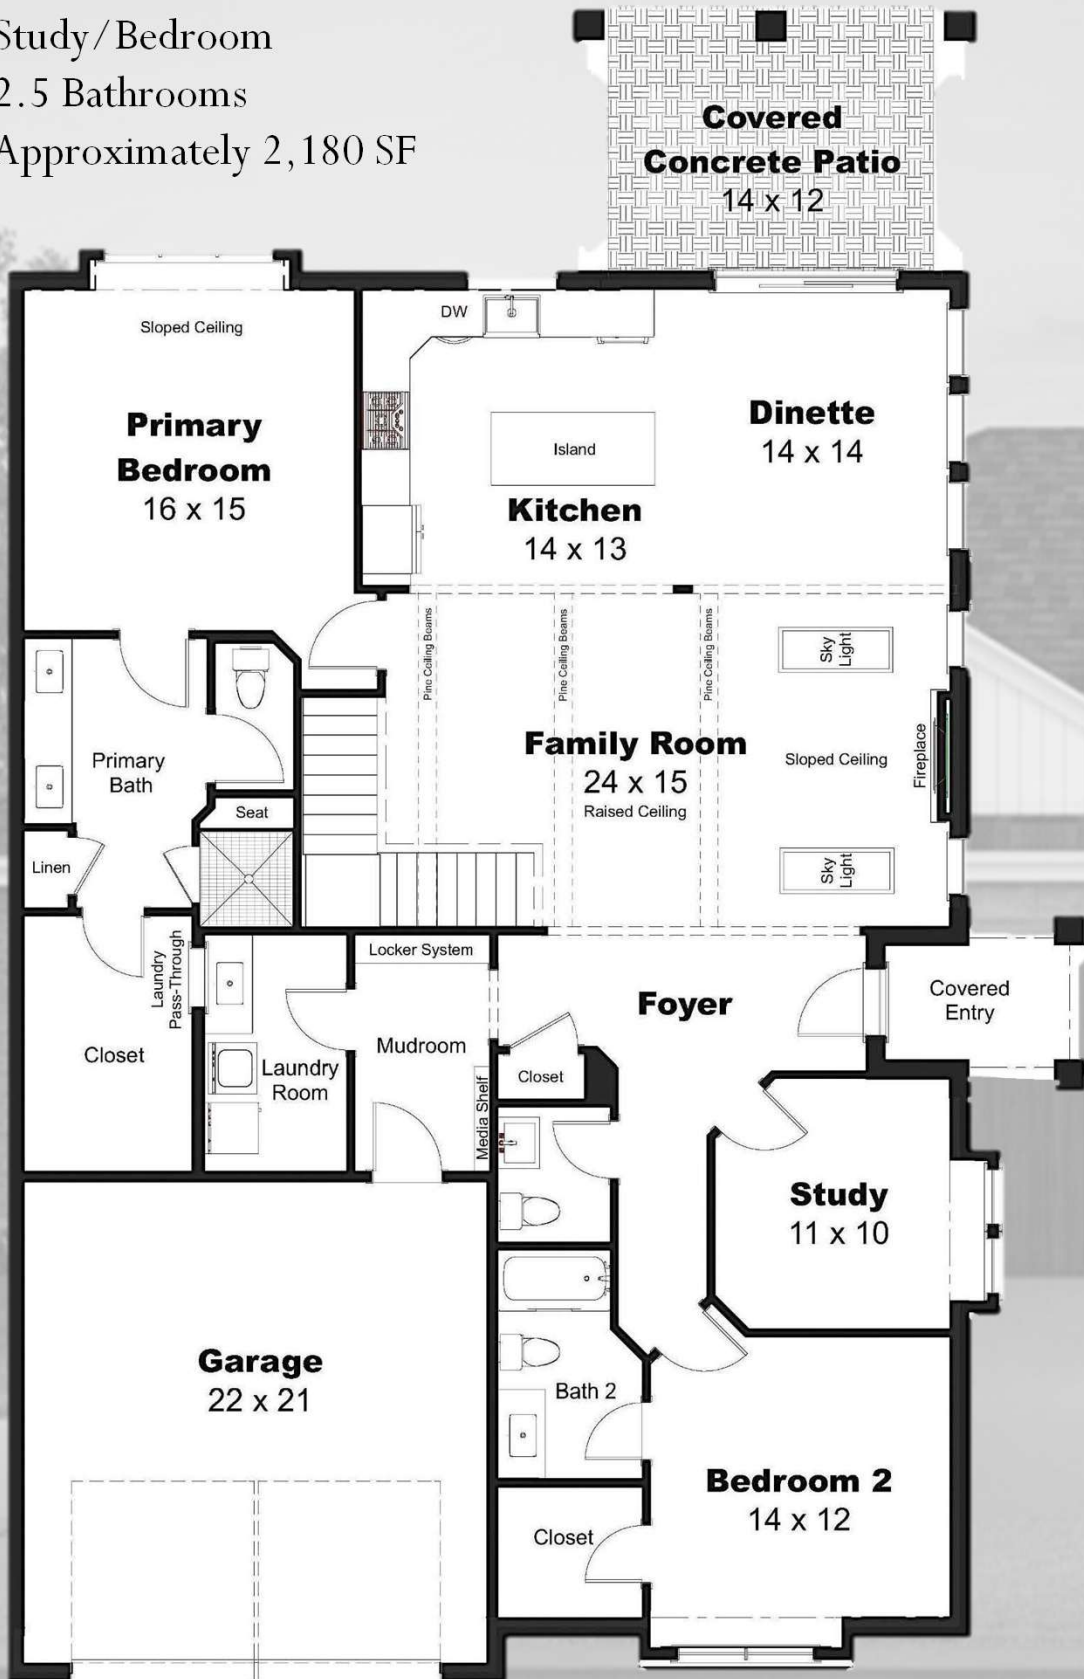 Study/Bedroom
2.5 Bathrooms
Approximately 2,180 SF
Covered
Concrete Patio
14 x 12
Sloped Ceiling
DW
Primary
Bedroom
16 x 15
Island
Dinette
14 x 14
Kitchen
14 x 13
Pine Ceiling Beams
Pine Ceiling Beams
Pine Ceiling Beams
Sky
Light
Family Room
24 x 15
Raised Ceiling
Sloped Ceiling
Fireplace
Primary
Bath
Seat
Linen
Sky
Light
Laundry
Pass-Through
Locker System
Foyer
Covered
Entry
Closet
Laundry
Room
Mudroom
Closet
Media Shelf
Study
11 x 10
Garage
22 x 21
Bath 2
Bedroom 2
14 x 12
Closet